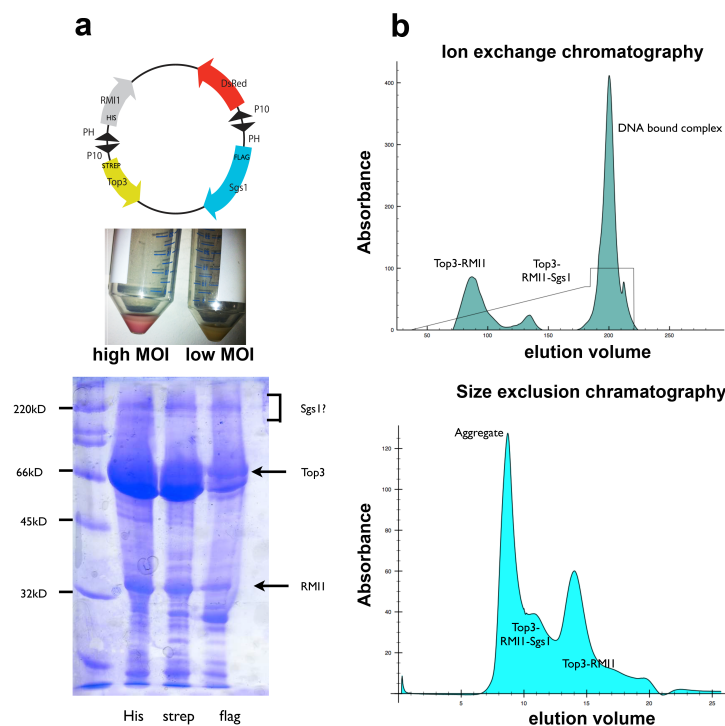 a
DsRed
RMI1
HIS
P10
PH
PH
P10
STREP
FLAG
Top3
Sgs1
high MOI
low MOI
220kD
66kD
45kD
32kD
Sgs1?
Top3
RMI1
His
strep
flag
b
Ion exchange chromatography
Absorbance
400
300
200
100
0
DNA bound complex
Top3-RMI1
Top3-
RMI1-Sgs1
50
100
150
200
250
elution volume
Size exclusion chramatography
Absorbance
120
100
80
60
40
20
0
Aggregate
Top3-
RMI1-Sgs1
Top3-RMI1
5
10
15
20
25
elution volume